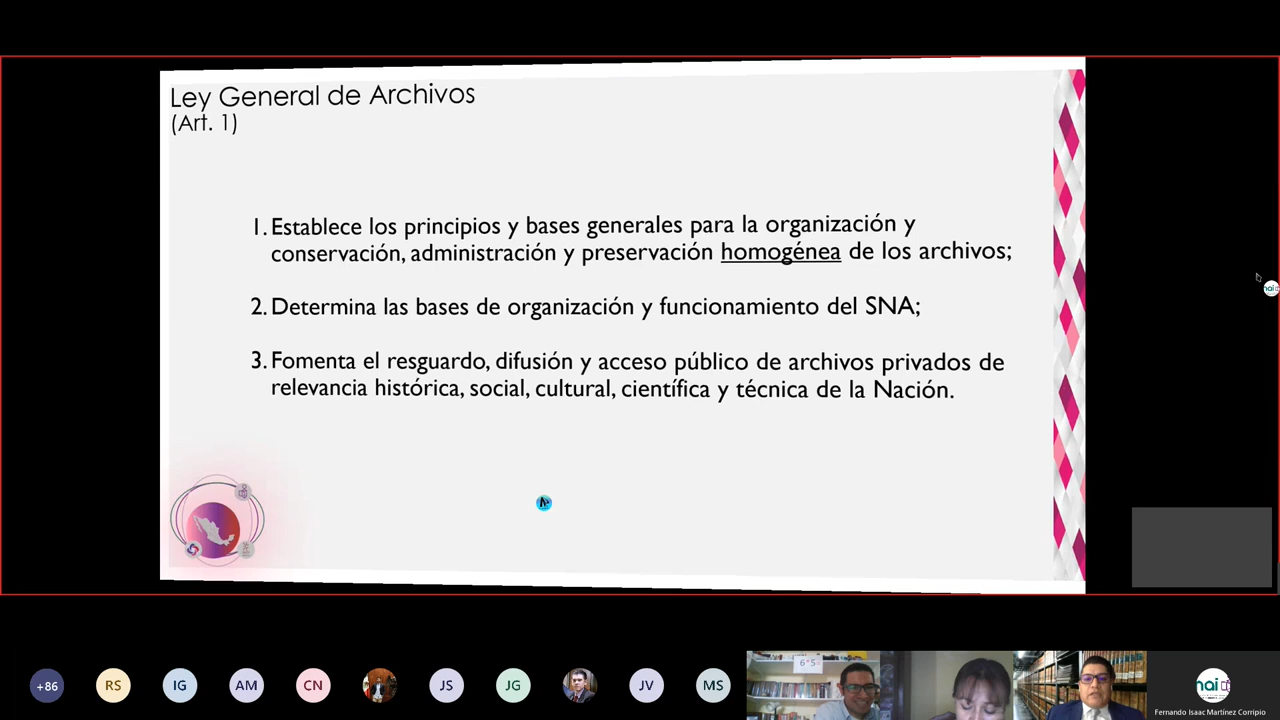 Ley General de Archivos
(Art. 1)
1. Establece los principios y bases generales para la organización y
conservación, administración y preservación homogénea de los archivos;
2. Determina las bases de organización y funcionamiento del SNA;
3. Fomenta el resguardo, difusión y acceso público de archivos privados de
relevancia histórica, social, cultural, científica y técnica de la Nación.
+86
RS
IG
AM
CN
JS
JG
JV
MS
6°5
nai
Fernando Isaac Martínez Corripio